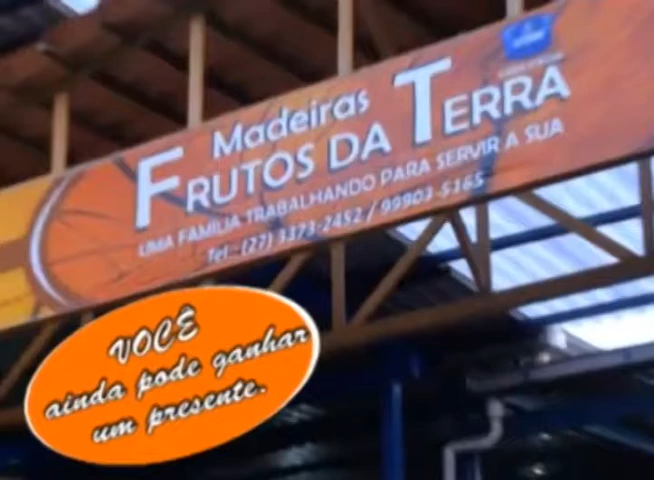 Madeiras
FRUTOS DA TERRA
UMA FAMÍLIA TRABALHANDO PARA SERVIR A SUA
Tel.: (27) 3373-2452 / 99903-5165
VOCÊ
ainda pode ganhar
um presente.